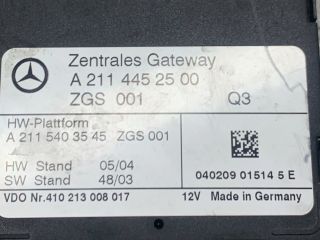 Zentrales Gateway
A 211 445 25 00
ZGS 001 Q3
HW-Plattform
A 211 540 35 45 ZGS 001
HW Stand 05/04
SW Stand 48/03
040209 01514 5 E
VDO Nr.410 213 008 017 12V Made in Germany